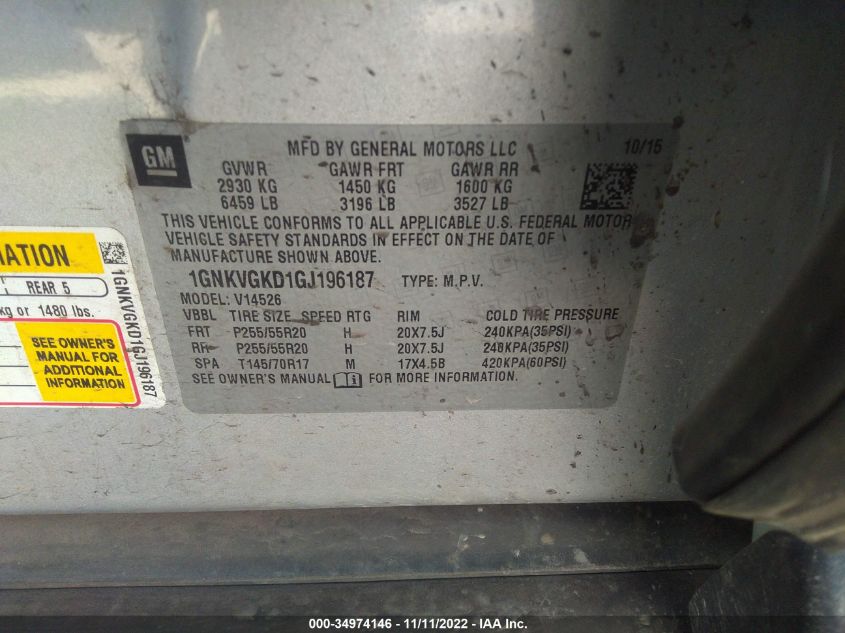 GM
MFD BY GENERAL MOTORS LLC 10/15
GVWR GAWR FRT GAWR RR
2930 KG 1450 KG 1600 KG
6459 LB 3196 LB 3527 LB
THIS VEHICLE CONFORMS TO ALL APPLICABLE U.S. FEDERAL MOTOR
VEHICLE SAFETY STANDARDS IN EFFECT ON THE DATE OF
MANUFACTURE SHOWN ABOVE.
1GNKVGKD1GJ196187 TYPE: M.P.V.
MODEL: V14526
VBBL TIRE SIZE SPEED RTG RIM COLD TIRE PRESSURE
FRT P255/55R20 H 20X7.5J 240KPA(35PSI)
RR P255/55R20 H 20X7.5J 240KPA(35PSI)
SPA T145/70R17 M 17X4.5B 420KPA(60PSI)
SEE OWNER'S MANUAL i FOR MORE INFORMATION.
REAR 5
kg or 1480 lbs.
SEE OWNER'S
MANUAL FOR
ADDITIONAL
INFORMATION
1GNKVGKD1GJ196187
000-34974146 - 11/11/2022 - IAA Inc.